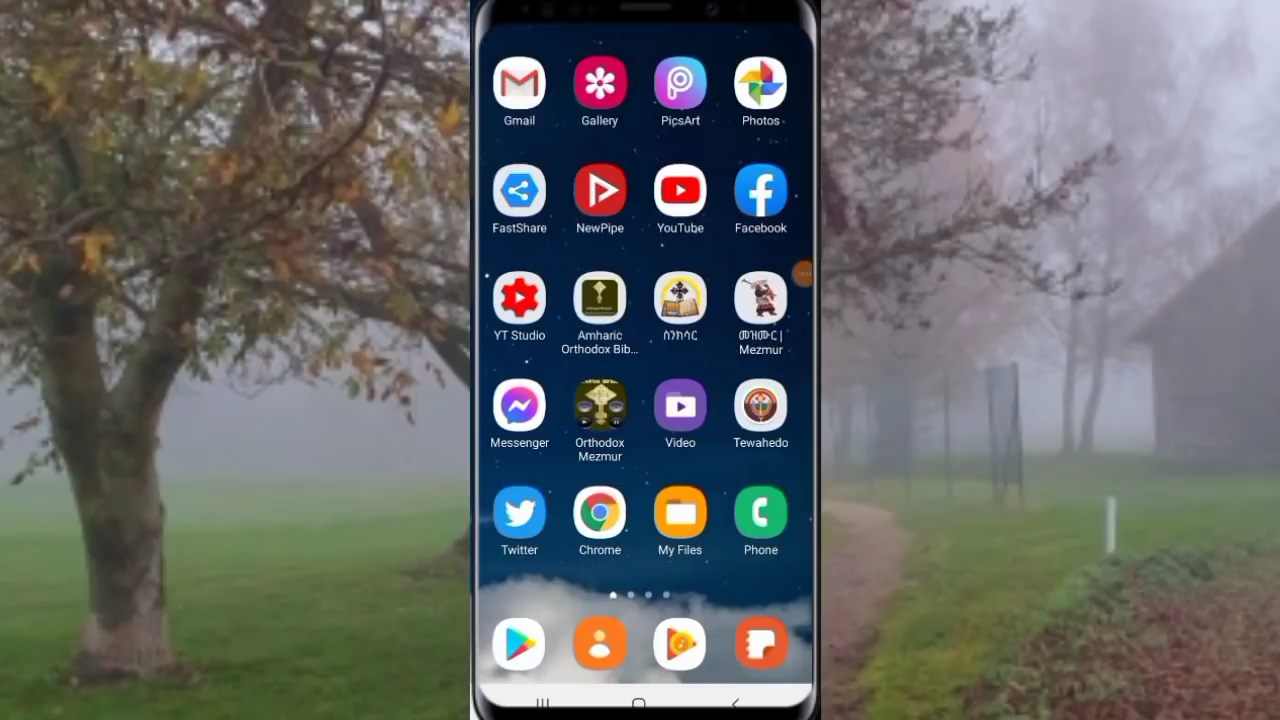 Gmail
Gallery
PicsArt
Photos
FastShare
NewPipe
YouTube
Facebook
YT Studio
Amharic
Orthodox Bib...
ስንክሳር
መዝሙር |
Mezmur
Messenger
Orthodox
Mezmur
Video
Tewahedo
Twitter
Chrome
My Files
Phone